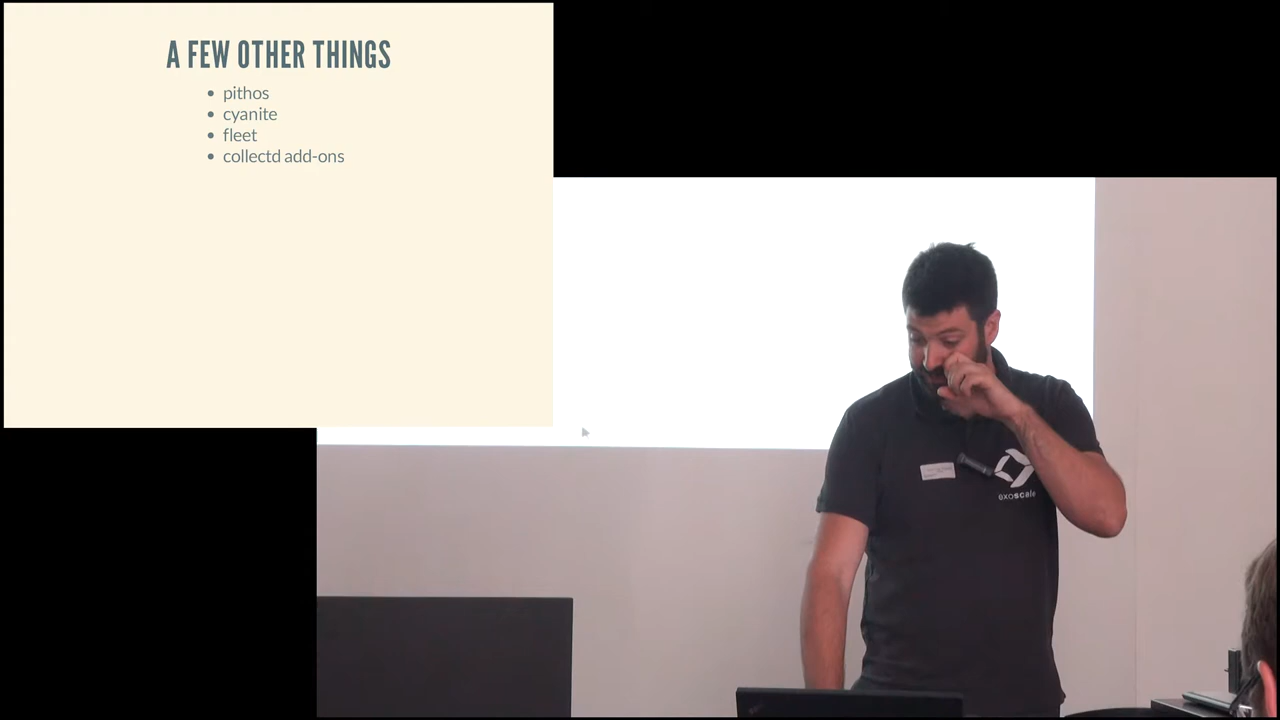 A FEW OTHER THINGS
pithos
cyanite
fleet
collectd add-ons
exoscale